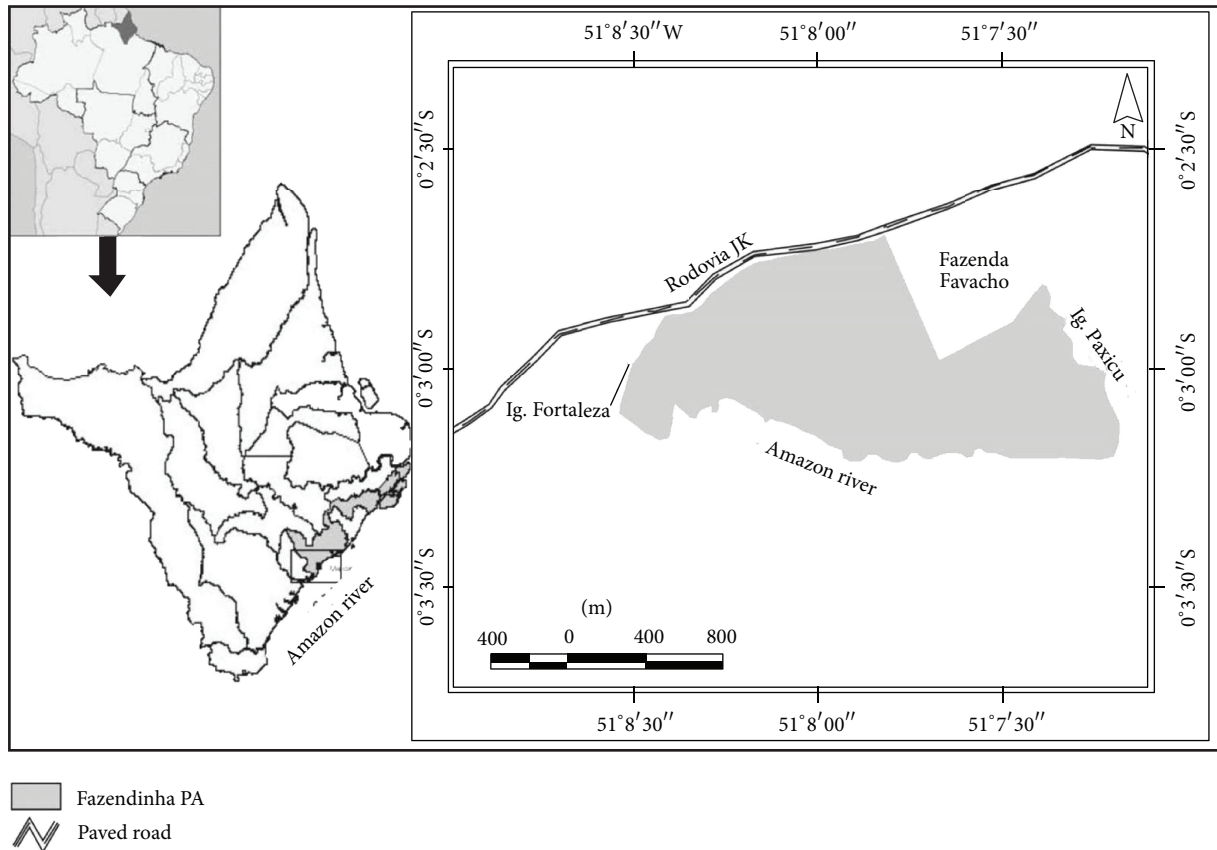 51°8′30″W
51°8′00″
51°7′30″
N
0°2′30″S
0°3′00″S
0°3′30″S
0°2′30″S
0°3′00″S
0°3′30″S
Rodovia JK
Fazenda
Favacho
Ig. Paxicu
Ig. Fortaleza
Amazon river
Amazon river
(m)
400
0
400
800
51°8′30″
51°8′00″
51°7′30″
Fazendinha PA
Paved road